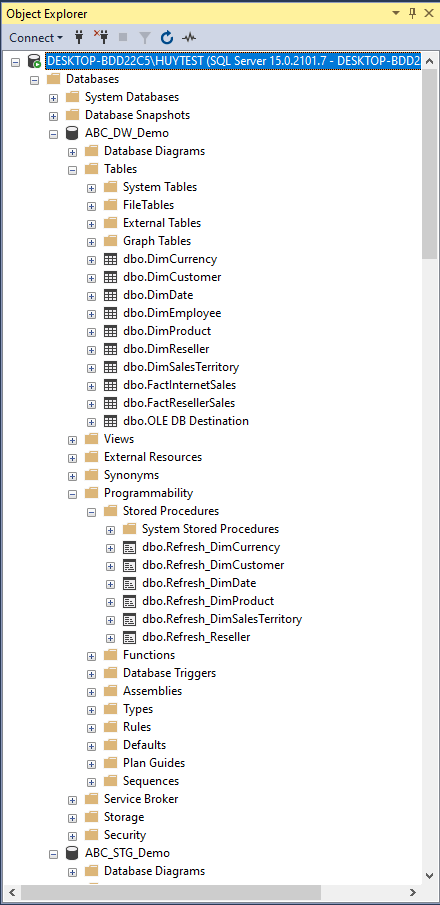 Object Explorer
Connect
DESKTOP-BDD22C5\HUYTEST (SQL Server 15.0.2101.7 - DESKTOP-BDD2
Databases
System Databases
Database Snapshots
ABC_DW_Demo
Database Diagrams
Tables
System Tables
FileTables
External Tables
Graph Tables
dbo.DimCurrency
dbo.DimCustomer
dbo.DimDate
dbo.DimEmployee
dbo.DimProduct
dbo.DimReseller
dbo.DimSalesTerritory
dbo.FactInternetSales
dbo.FactResellerSales
dbo.OLE DB Destination
Views
External Resources
Synonyms
Programmability
Stored Procedures
System Stored Procedures
dbo.Refresh_DimCurrency
dbo.Refresh_DimCustomer
dbo.Refresh_DimDate
dbo.Refresh_DimProduct
dbo.Refresh_DimSalesTerritory
dbo.Refresh_Reseller
Functions
Database Triggers
Assemblies
Types
Rules
Defaults
Plan Guides
Sequences
Service Broker
Storage
Security
ABC_STG_Demo
Database Diagrams